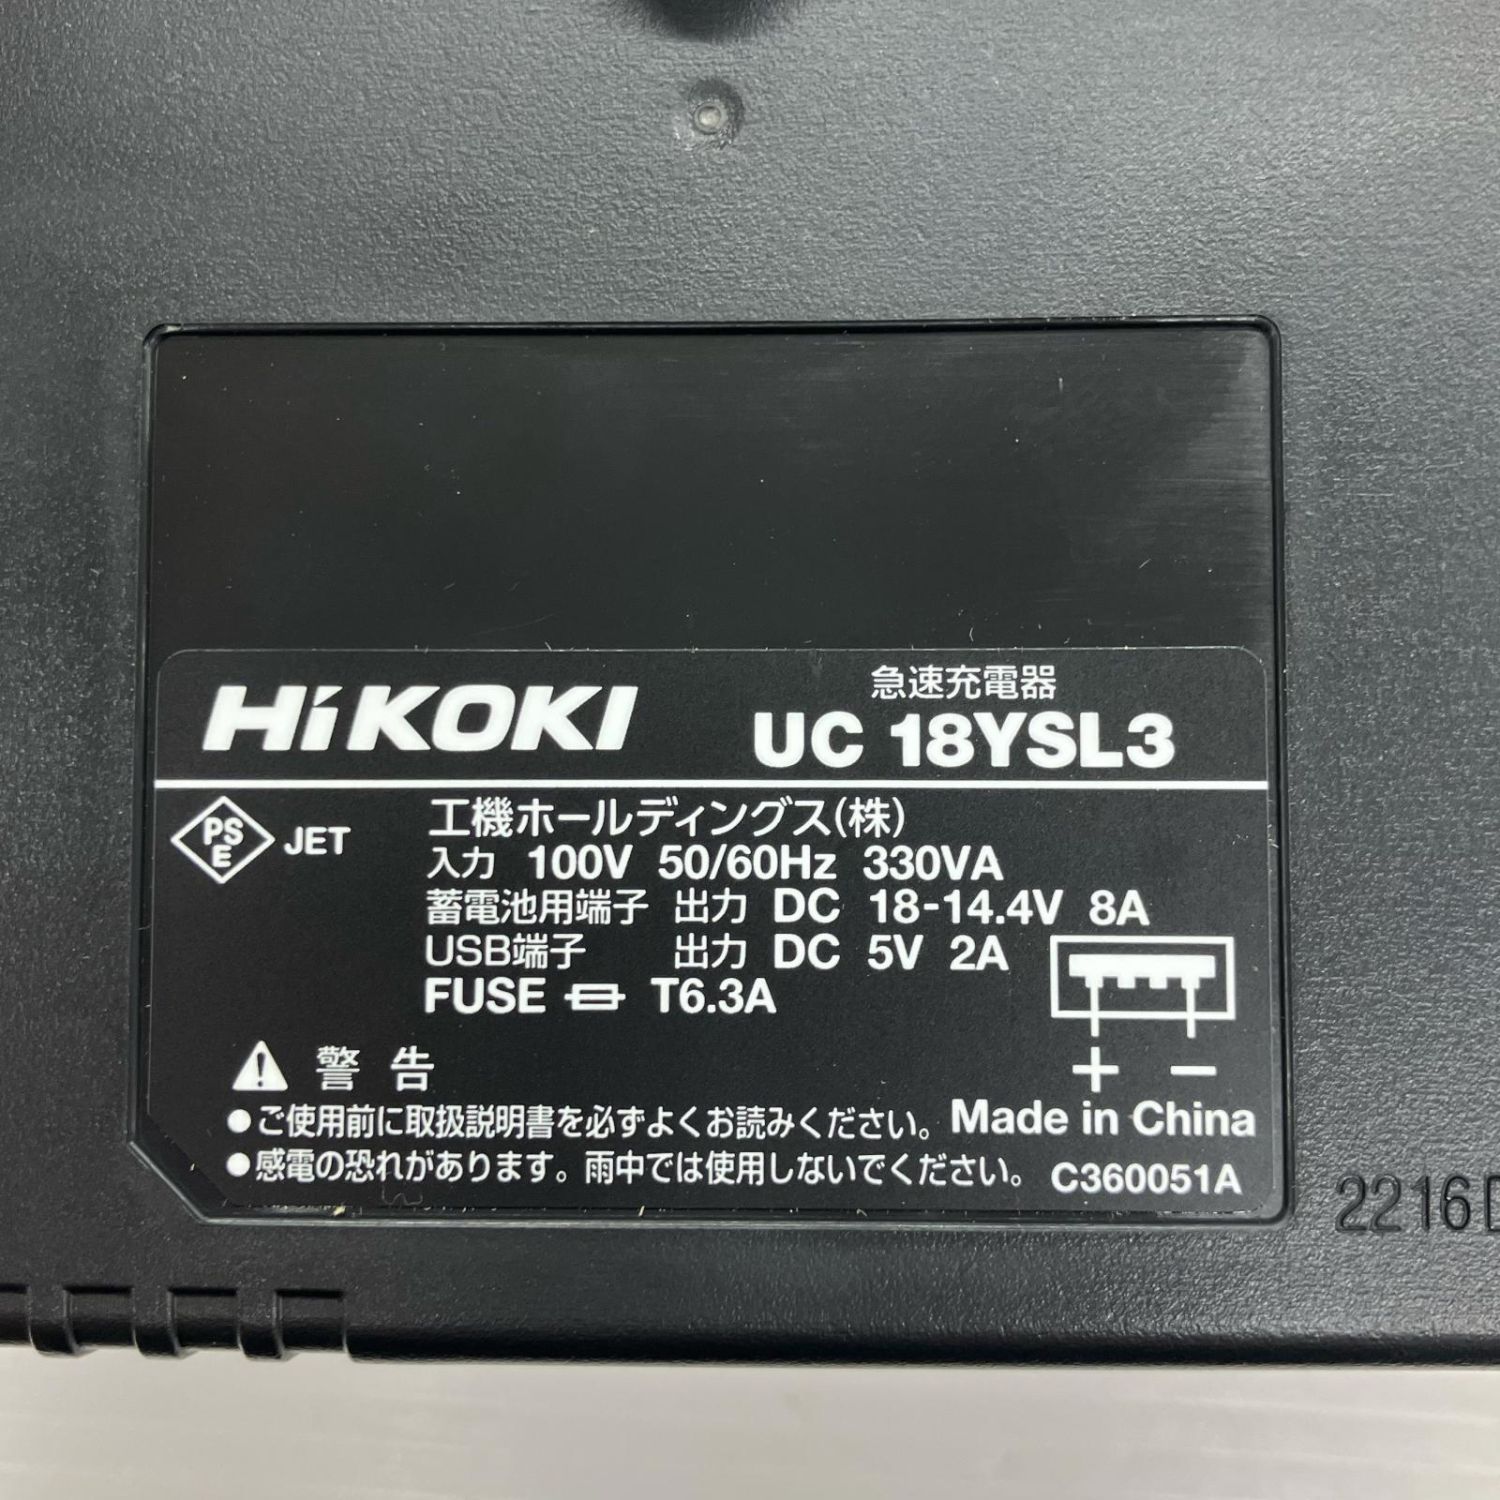 HiKOKI
急速充電器
UC 18YSL3
PS
E
JET
工機ホールディングス(株)
入力 100V 50/60Hz 330VA
蓄電池用端子 出力 DC 18-14.4V 8A
USB端子 出力 DC 5V 2A
FUSE T6.3A
+ −
警 告
●ご使用前に取扱説明書を必ずよくお読みください。
Made in China
●感電の恐れがあります。雨中では使用しないでください。
C360051A
2216D